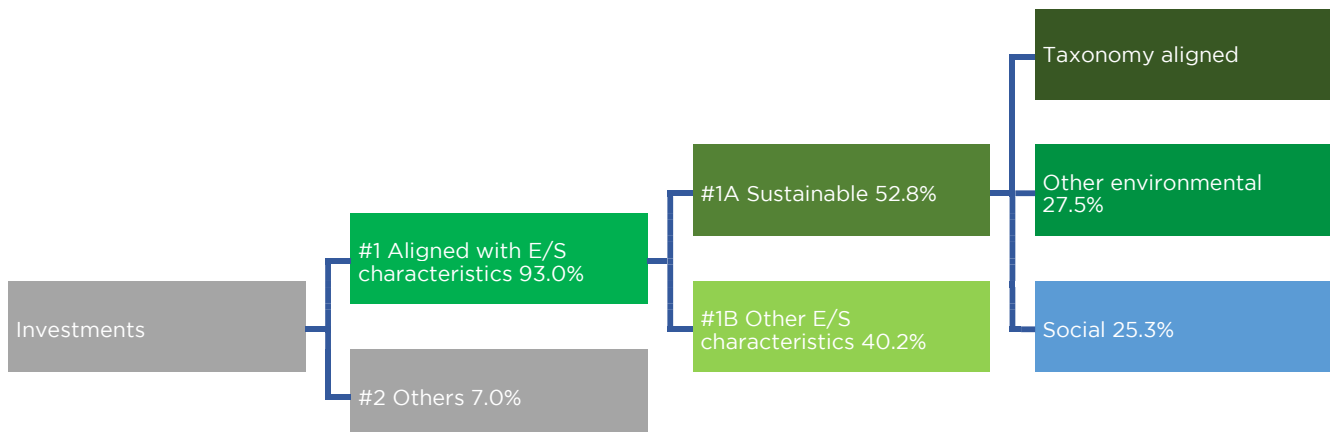 Investments
#1 Aligned with E/S
characteristics 93.0%
#2 Others 7.0%
#1A Sustainable 52.8%
#1B Other E/S
characteristics 40.2%
Taxonomy aligned
Other environmental
27.5%
Social 25.3%